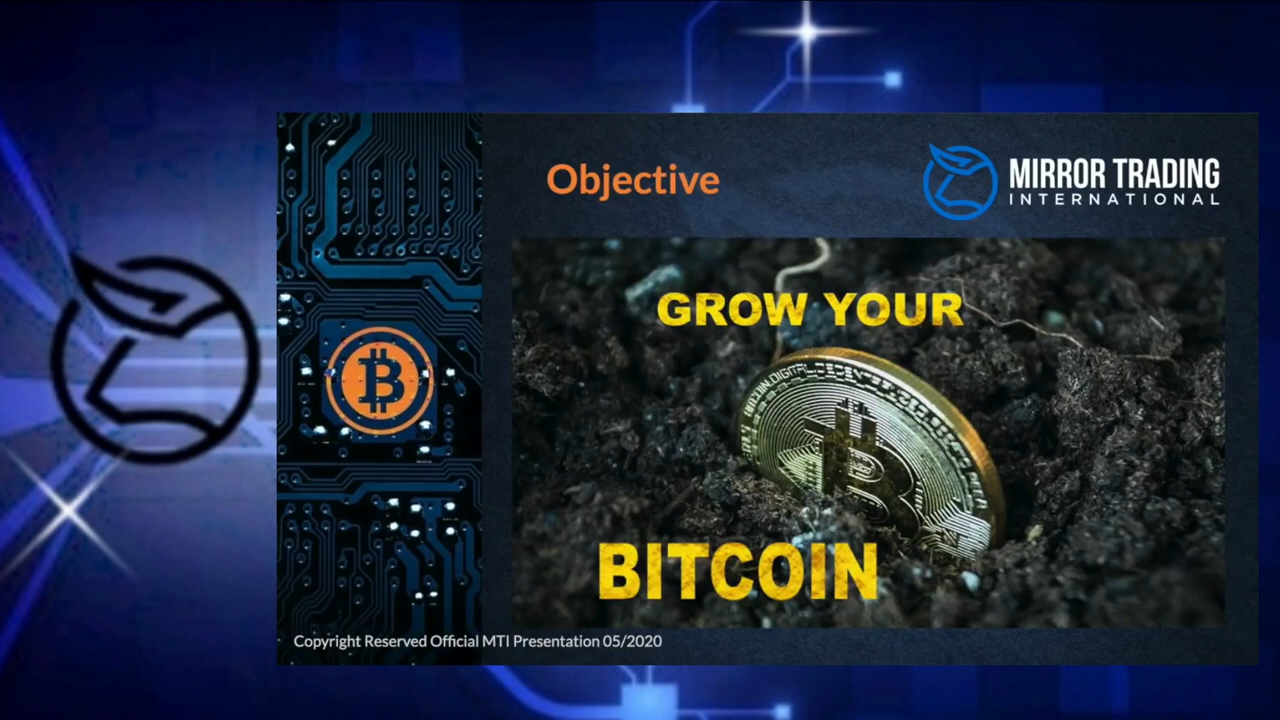 Objective
MIRROR TRADING
INTERNATIONAL
GROW YOUR
BITCOIN
Copyright Reserved Official MTI Presentation 05/2020